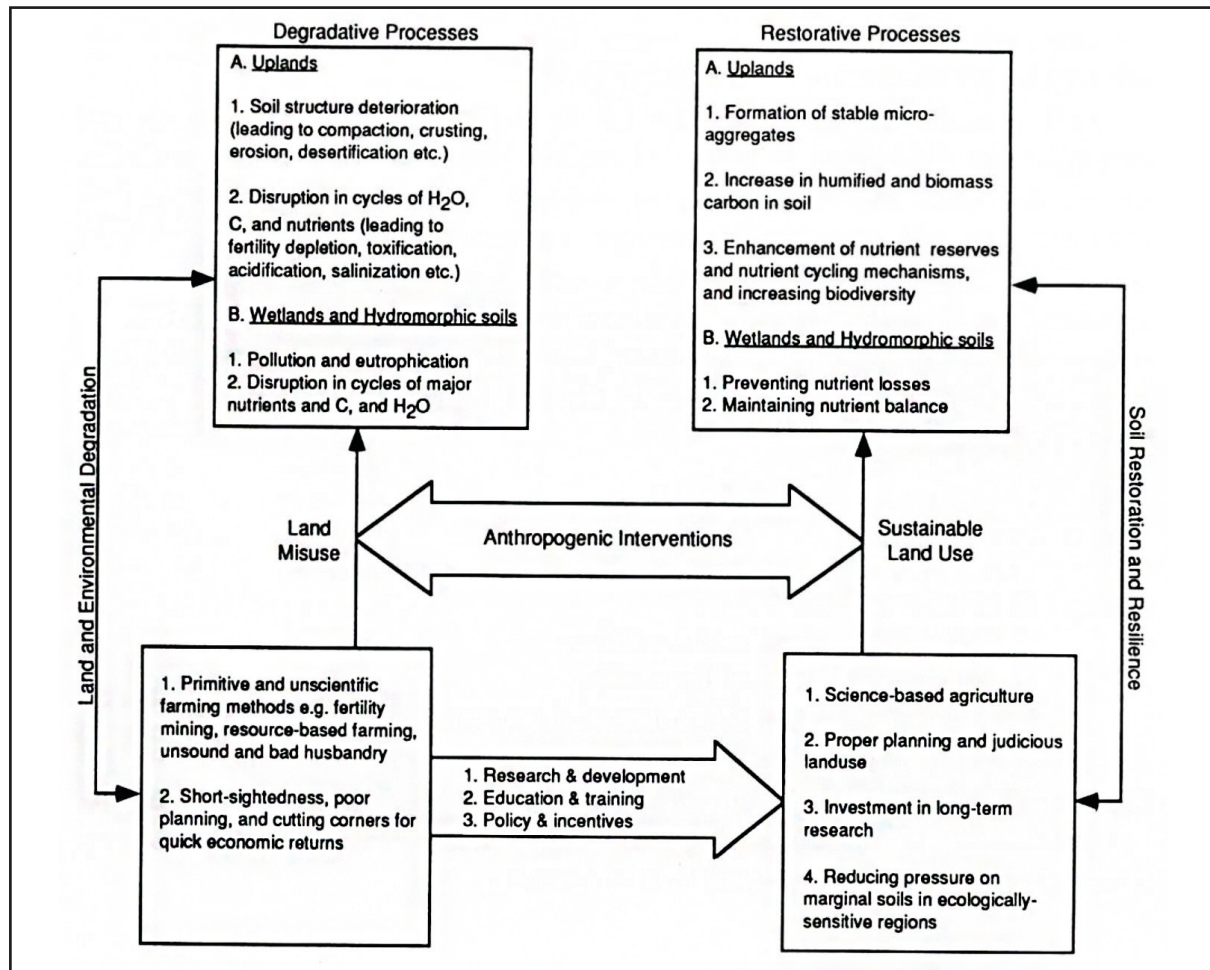 Degradative Processes
A. Uplands
1. Soil structure deterioration
(leading to compaction, crusting,
erosion, desertification etc.)
2. Disruption in cycles of H2O,
C, and nutrients (leading to
fertility depletion, toxification,
acidification, salinization etc.)
B. Wetlands and Hydromorphic soils
1. Pollution and eutrophication
2. Disruption in cycles of major
nutrients and C, and H2O
Restorative Processes
A. Uplands
1. Formation of stable micro-
aggregates
2. Increase in humified and biomass
carbon in soil
3. Enhancement of nutrient reserves
and nutrient cycling mechanisms,
and increasing biodiversity
B. Wetlands and Hydromorphic soils
1. Preventing nutrient losses
2. Maintaining nutrient balance
Land and Environmental Degradation
Land
Misuse
Anthropogenic Interventions
Sustainable
Land Use
Soil Restoration and Resilience
1. Primitive and unscientific
farming methods e.g. fertility
mining, resource-based farming,
unsound and bad husbandry
2. Short-sightedness, poor
planning, and cutting corners for
quick economic returns
1. Research & development
2. Education & training
3. Policy & incentives
1. Science-based agriculture
2. Proper planning and judicious
landuse
3. Investment in long-term
research
4. Reducing pressure on
marginal soils in ecologically-
sensitive regions